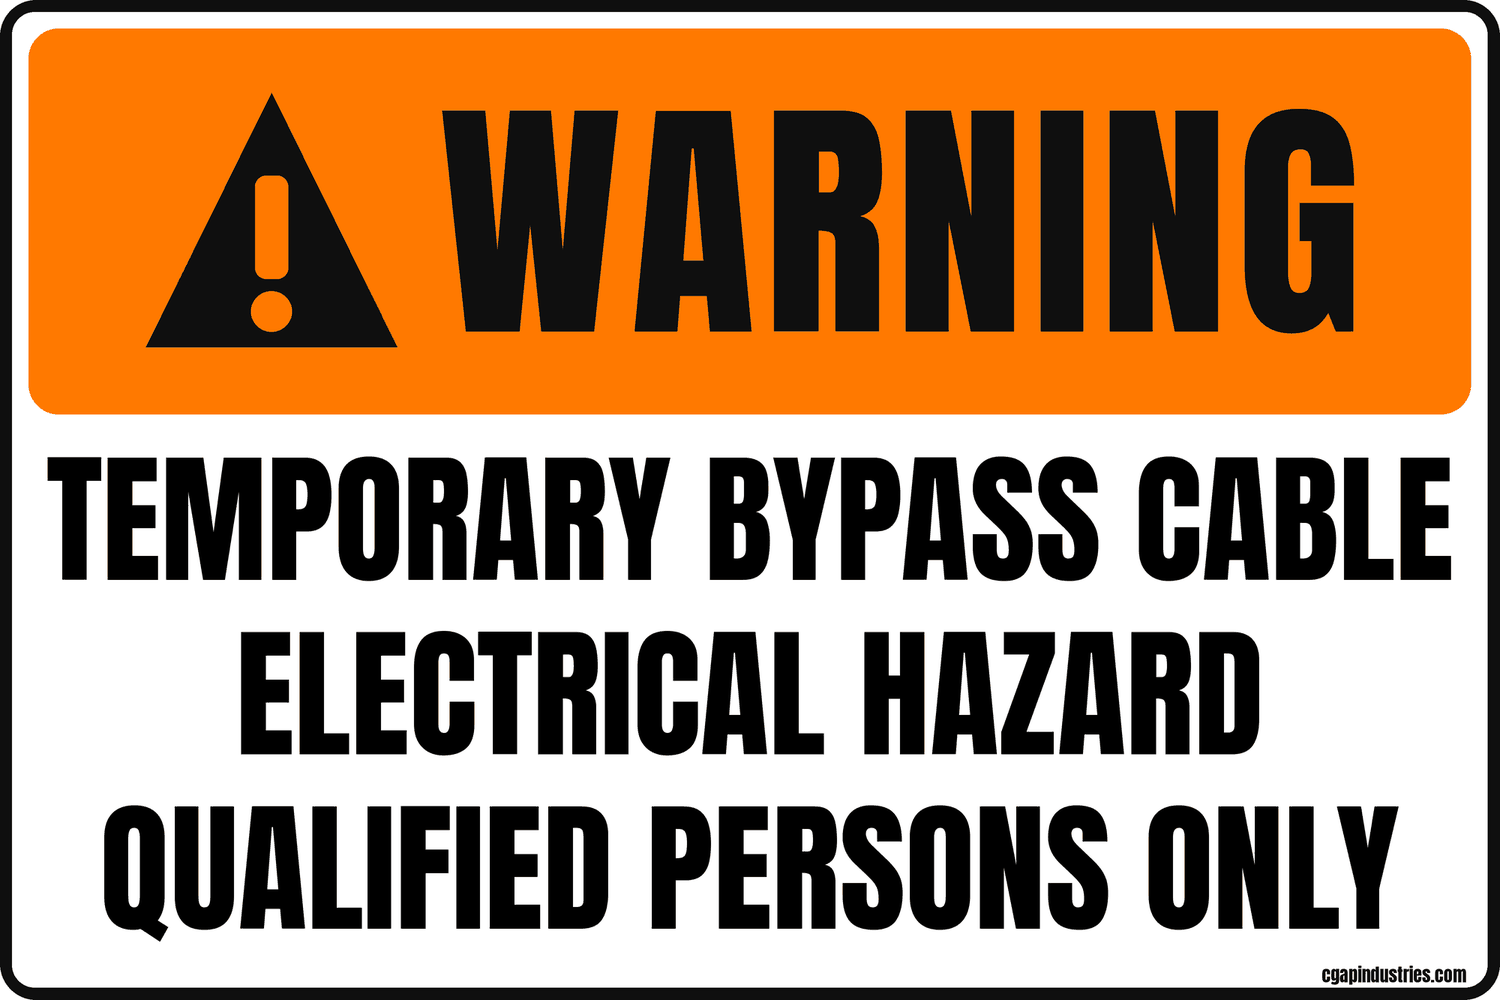 WARNING
TEMPORARY BYPASS CABLE
ELECTRICAL HAZARD
QUALIFIED PERSONS ONLY
cgapindustries.com